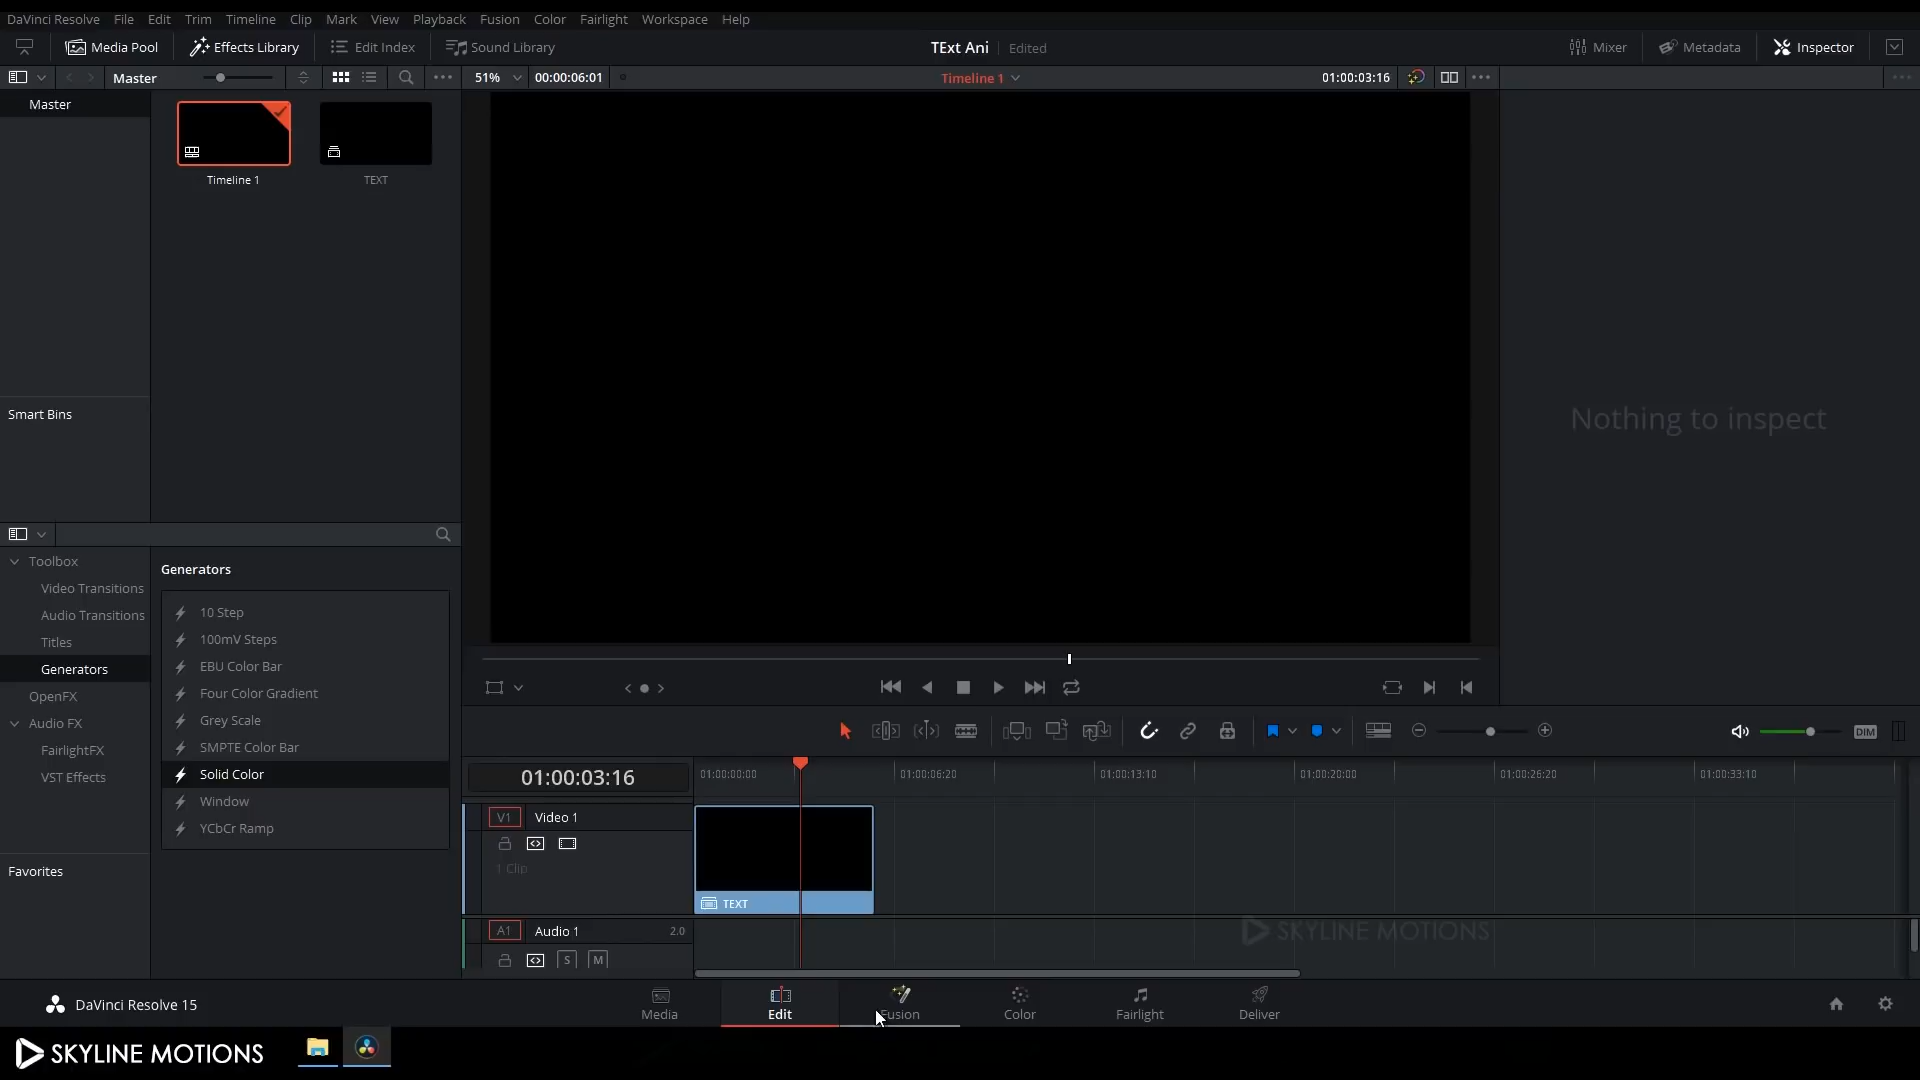 DaVinci Resolve File Edit Trim Timeline Clip Mark View Playback Fusion Color Fairlight Workspace Help
Media Pool Effects Library Edit Index Sound Library TExt Ani Edited Mixer Metadata Inspector
Master 51% 00:00:06:01 Timeline 1 01:00:03:16
Master
Timeline 1 TEXT
Smart Bins
Nothing to inspect
Toolbox
Video Transitions
Audio Transitions
Titles
Generators
OpenFX
Audio FX
FairlightFX
VST Effects
Favorites
Generators
10 Step
100mV Steps
EBU Color Bar
Four Color Gradient
Grey Scale
SMPTE Color Bar
Solid Color
Window
YCbCr Ramp
DIM
01:00:03:16 01:00:00:00 01:00:06:20 01:00:13:10 01:00:20:00 01:00:26:20 01:00:33:10
V1 Video 1
1 Clip
TEXT
A1 Audio 1 2.0
S M
SKYLINE MOTIONS
DaVinci Resolve 15 Media Edit Fusion Color Fairlight Deliver
SKYLINE MOTIONS